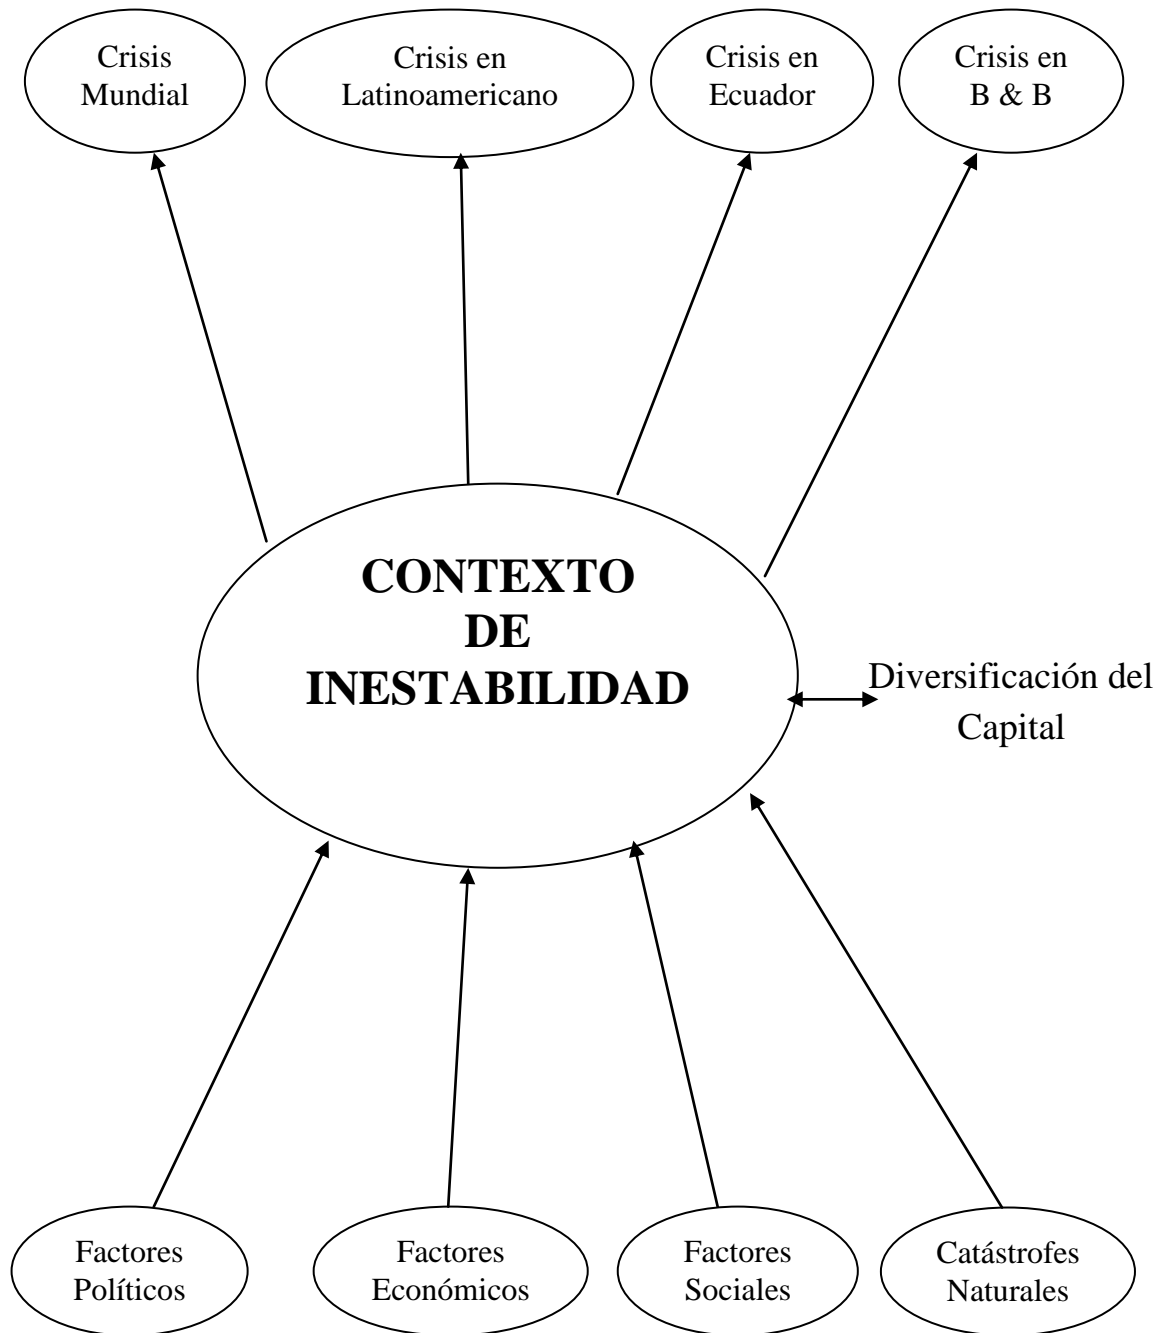 Crisis
Mundial
Crisis en
Latinoamericano
Crisis en
Ecuador
Crisis en
B & B
CONTEXTO
DE
INESTABILIDAD
Diversificación del
Capital
Factores
Políticos
Factores
Económicos
Factores
Sociales
Catástrofes
Naturales